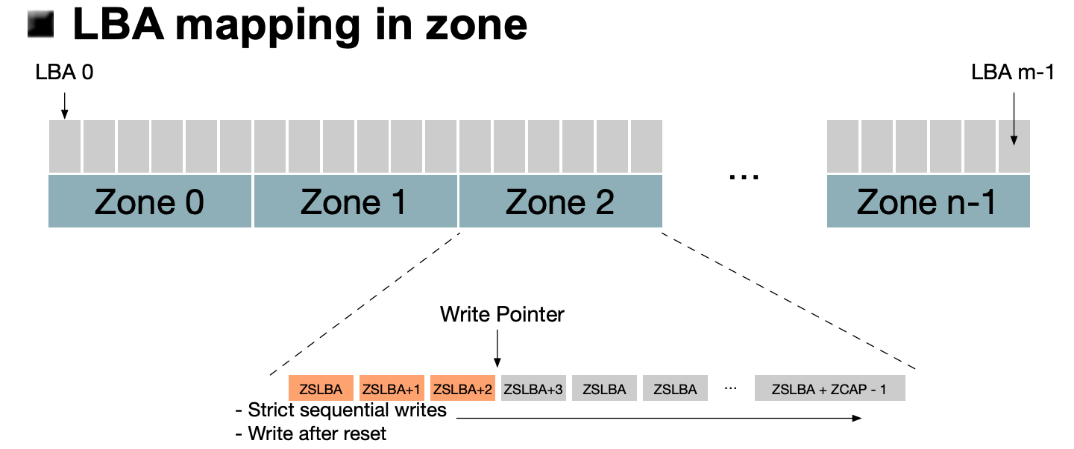 LBA mapping in zone
LBA 0
LBA m-1
...
Zone 0
Zone 1
Zone 2
Zone n-1
Write Pointer
ZSLBA
ZSLBA+1
ZSLBA+2
ZSLBA+3
ZSLBA
ZSLBA
...
ZSLBA + ZCAP - 1
- Strict sequential writes
- Write after reset